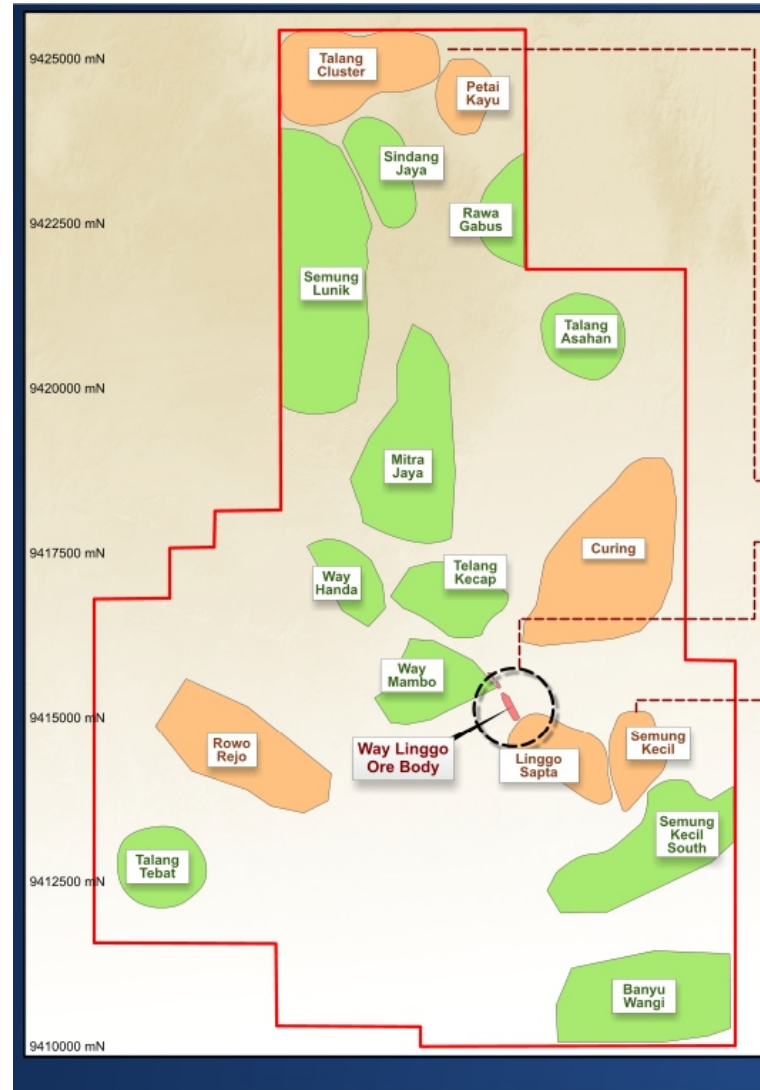 9425000 mN
Talang
Cluster
Petai
Kayu
Sindang
Jaya
9422500 mN
Rawa
Gabus
Semung
Lunik
Talang
Asahan
9420000 mN
Mitra
Jaya
9417500 mN
Curing
Way
Handa
Telang
Kecap
Way
Mambo
9415000 mN
Rowo
Rejo
Way Linggo
Ore Body
Linggo
Sapta
Semung
Kecil
Semung
Kecil
South
Talang
Tebat
9412500 mN
Banyu
Wangi
9410000 mN